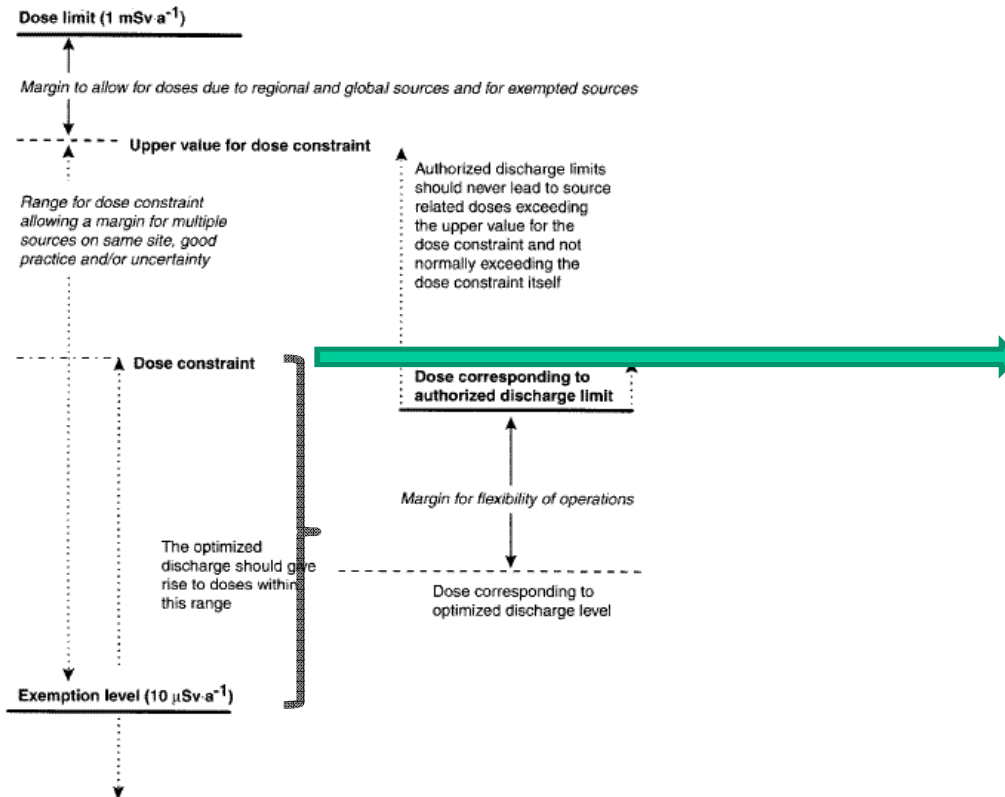 Dose limit (1 mSv·a⁻¹)
Margin to allow for doses due to regional and global sources and for exempted sources
Upper value for dose constraint
Range for dose constraint
allowing a margin for multiple
sources on same site, good
practice and/or uncertainty
Authorized discharge limits
should never lead to source
related doses exceeding
the upper value for the
dose constraint and not
normally exceeding the
dose constraint itself
Dose constraint
Dose corresponding to
authorized discharge limit
Margin for flexibility of operations
The optimized
discharge should give
rise to doses within
this range
Dose corresponding to
optimized discharge level
Exemption level (10 μSv·a⁻¹)